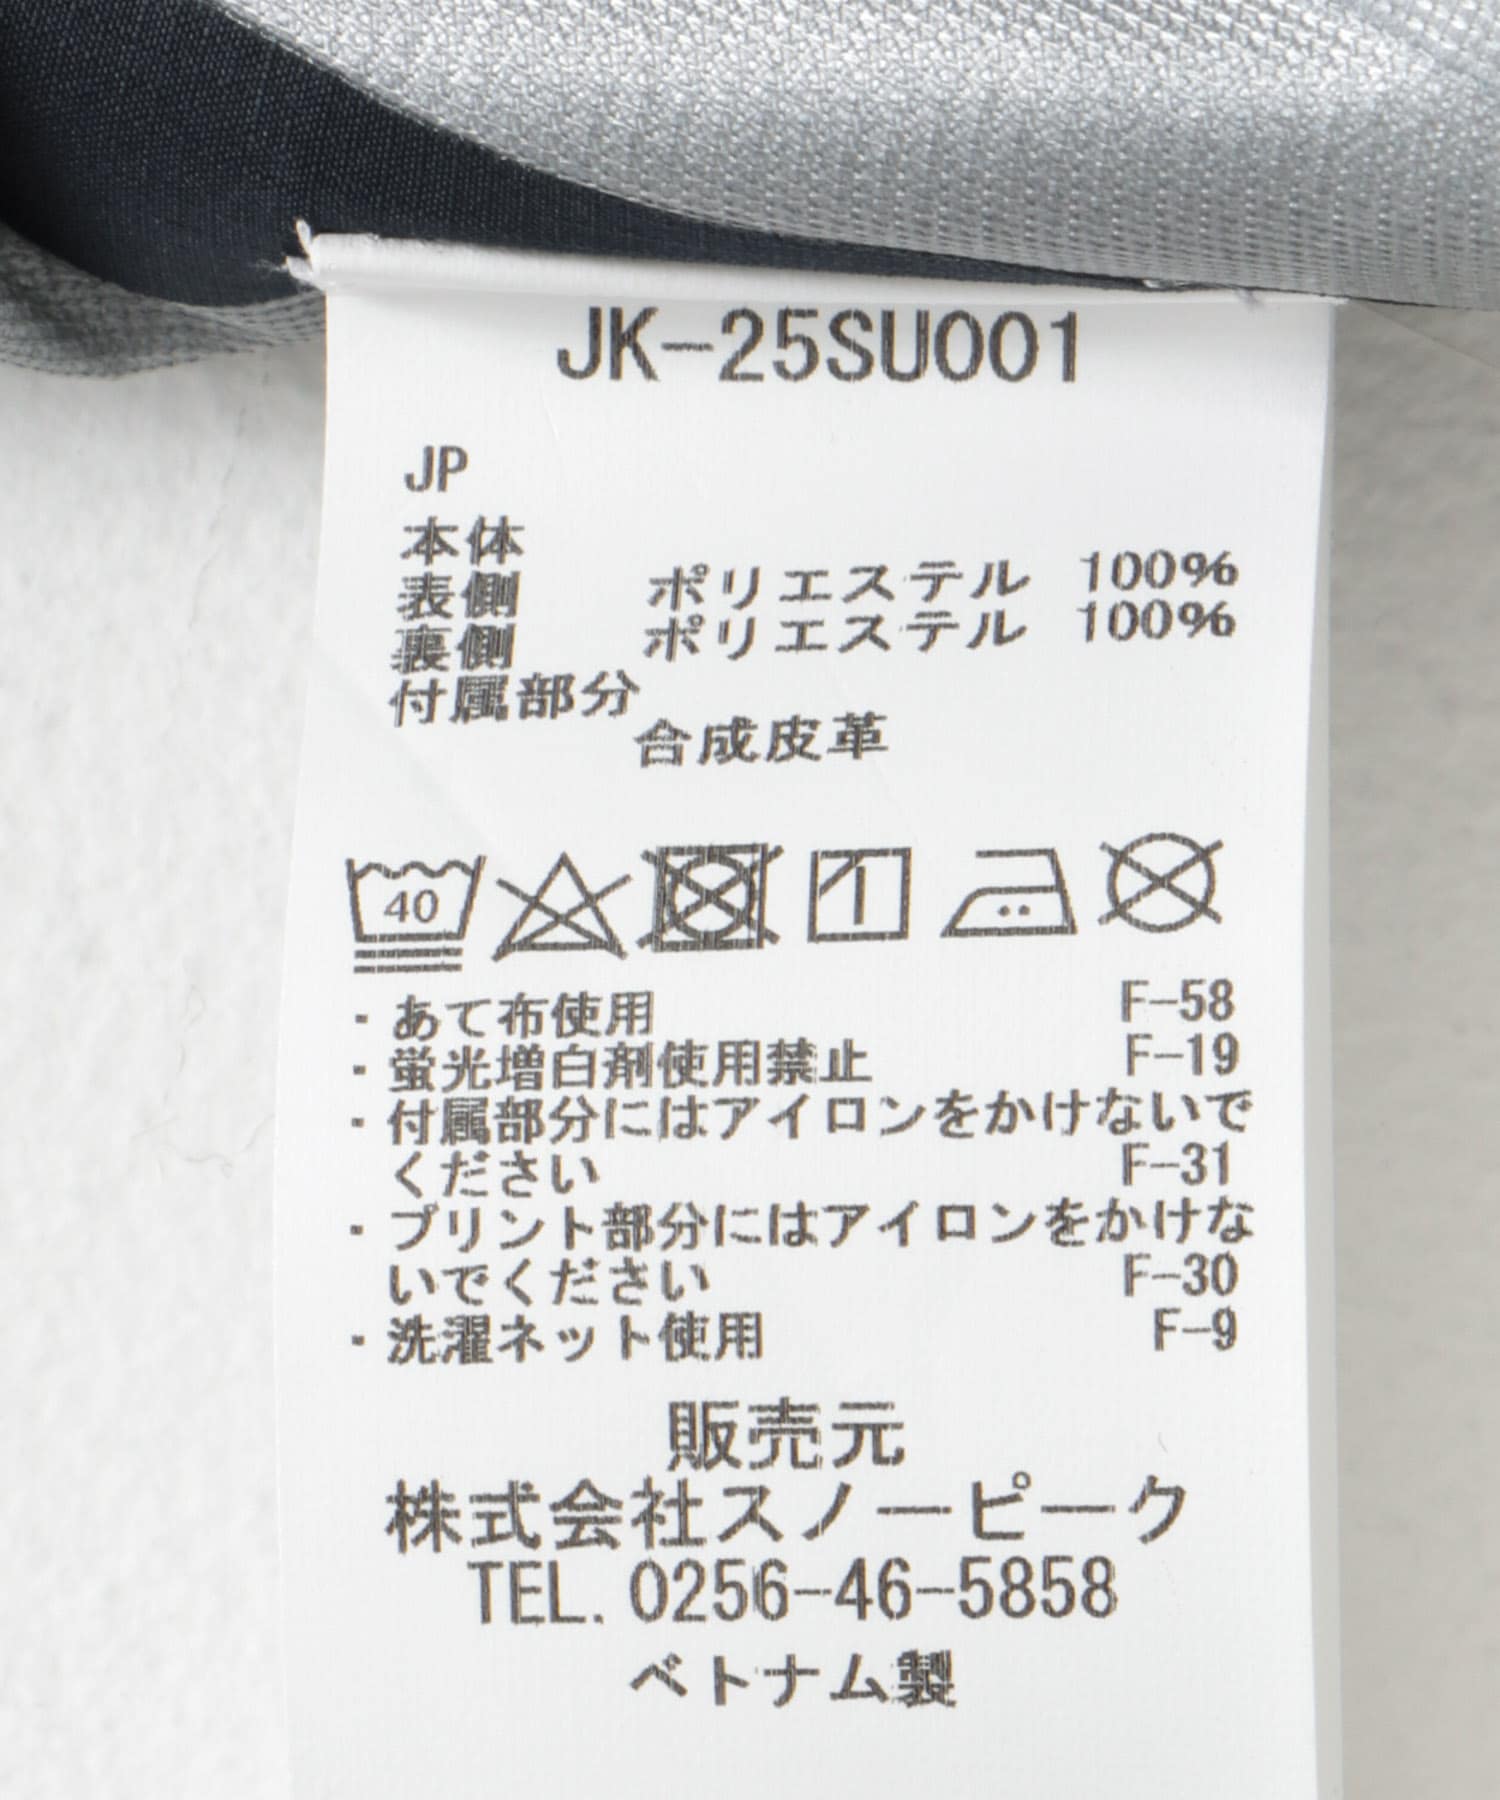 JK-25SU001
JP
本体
表側 ポリエステル 100%
裏側 ポリエステル 100%
付属部分
合成皮革
40
・あて布使用 F-58
・蛍光増白剤使用禁止 F-19
・付属部分にはアイロンをかけないで
ください F-31
・プリント部分にはアイロンをかけな
いでください F-30
・洗濯ネット使用 F-9
販売元
株式会社スノーピーク
TEL. 0256-46-5858
ベトナム製